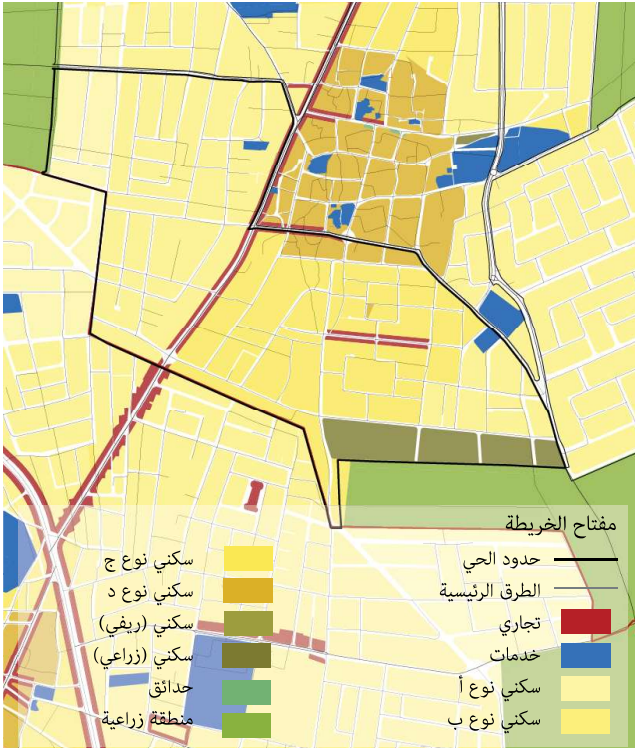 مفتاح الخريطة
حدود الحي
الطرق الرئيسية
تجاري
خدمات
سكني نوع أ
سكني نوع ب
سكني نوع ج
سكني نوع د
سكني (ريفي)
سكني (زراعي)
حدائق
منطقة زراعية